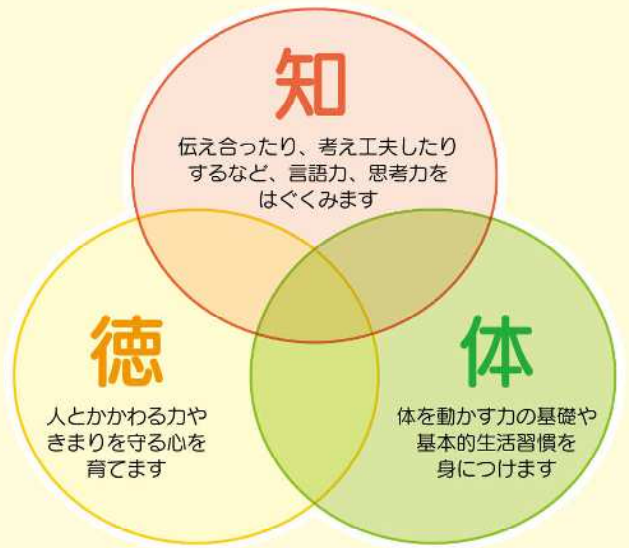 知
伝え合ったり、考え工夫したり
するなど、言語力、思考力を
はぐくみます
徳
人とかかわる力や
きまりを守る心を
育てます
体
体を動かす力の基礎や
基本的生活習慣を
身につけます